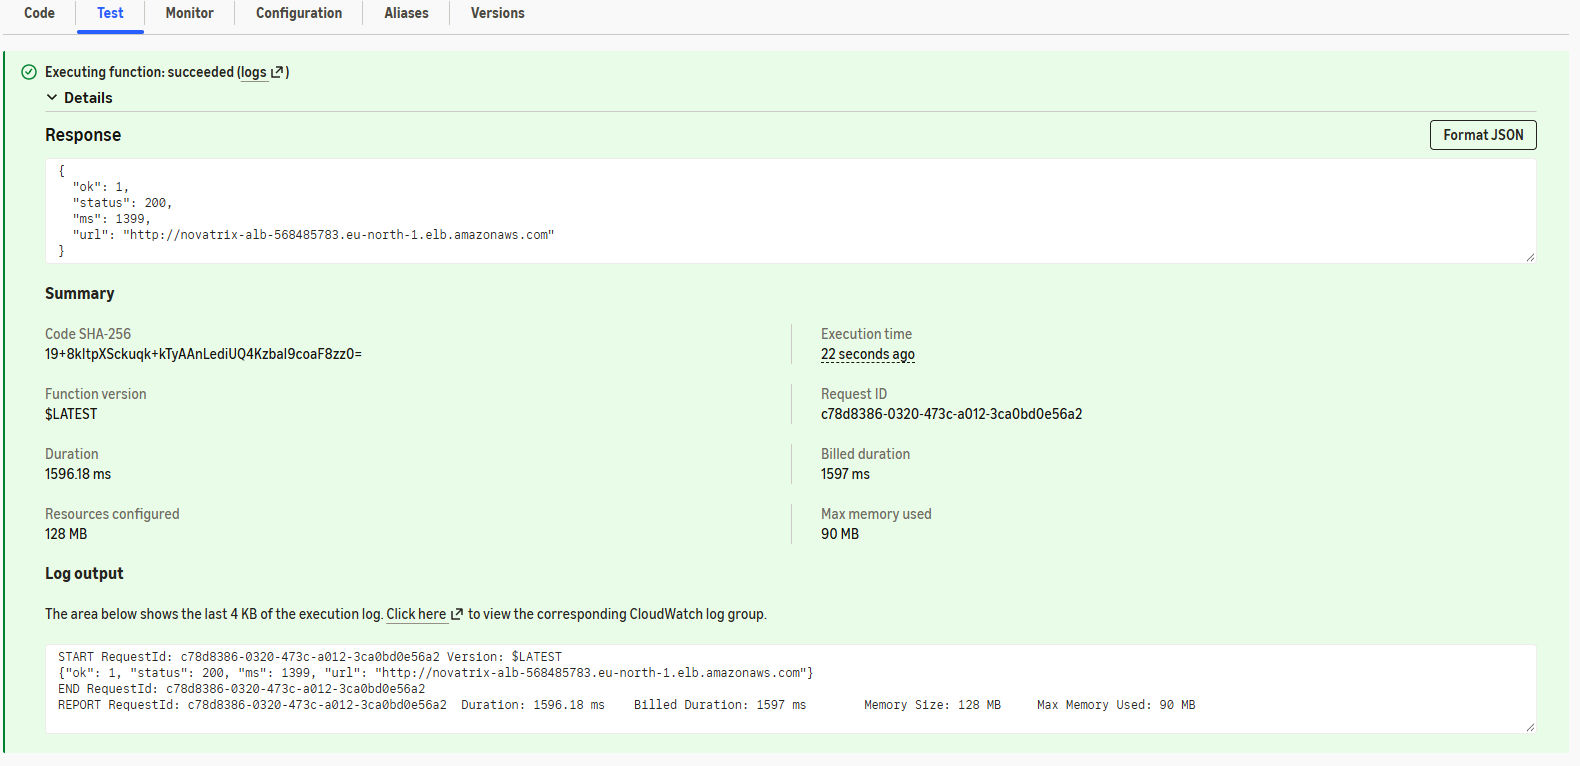 Code Test Monitor Configuration Aliases Versions
Executing function: succeeded (logs)
Details
Response
Format JSON
{
  "ok": 1,
  "status": 200,
  "ms": 1399,
  "url": "http://novatrix-alb-568485783.eu-north-1.elb.amazonaws.com"
}
Summary
Code SHA-256
19+8kItpXSckuqk+kTyAAnLediUQ4Kzbal9coaF8zz0=
Execution time
22 seconds ago
Function version
$LATEST
Request ID
c78d8386-0320-473c-a012-3ca0bd0e56a2
Duration
1596.18 ms
Billed duration
1597 ms
Resources configured
128 MB
Max memory used
90 MB
Log output
The area below shows the last 4 KB of the execution log. Click here to view the corresponding CloudWatch log group.
START RequestId: c78d8386-0320-473c-a012-3ca0bd0e56a2 Version: $LATEST
{"ok": 1, "status": 200, "ms": 1399, "url": "http://novatrix-alb-568485783.eu-north-1.elb.amazonaws.com"}
END RequestId: c78d8386-0320-473c-a012-3ca0bd0e56a2
REPORT RequestId: c78d8386-0320-473c-a012-3ca0bd0e56a2  Duration: 1596.18 ms    Billed Duration: 1597 ms        Memory Size: 128 MB     Max Memory Used: 90 MB